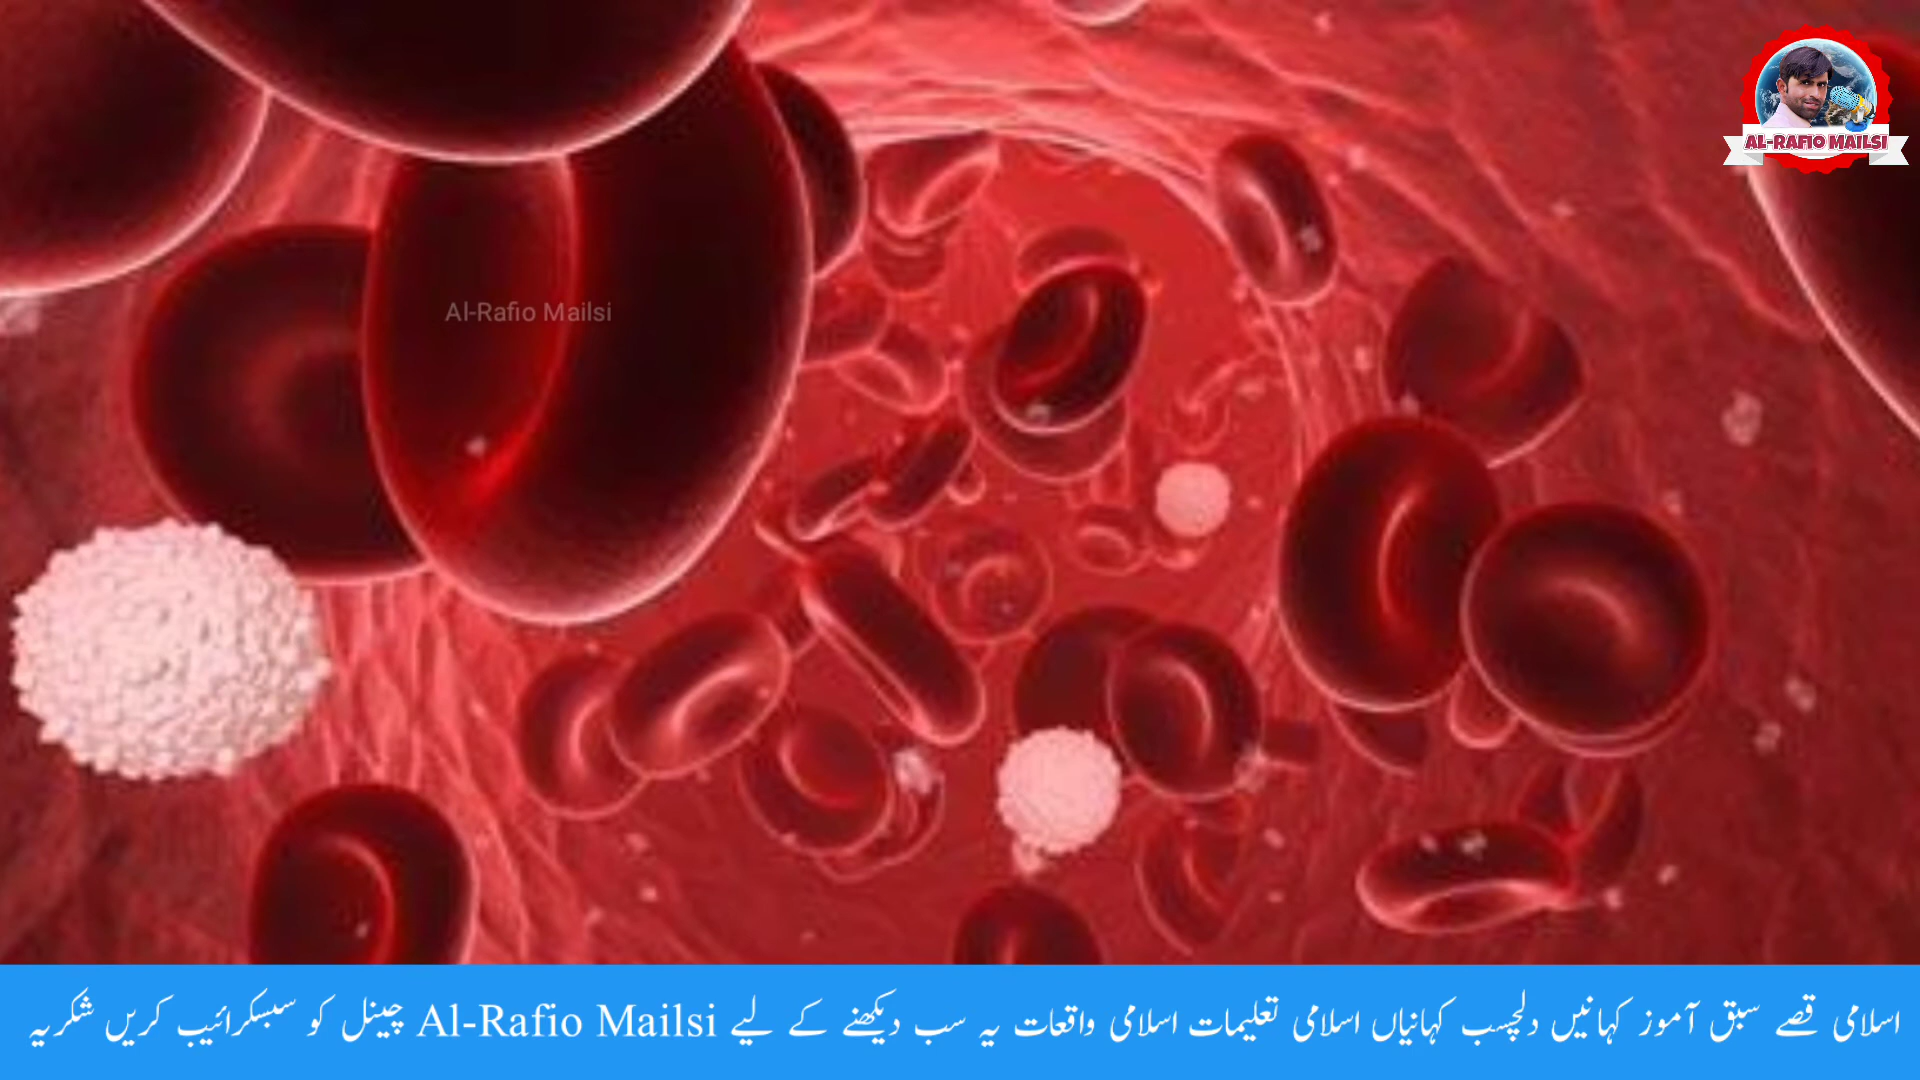 AL-RAFIO MAILSI
Al-Rafio Mailsi
اسلامی قصے سبق آموز کہانیں دلچسب کہانیاں اسلامی تعلیمات اسلامی واقعات یہ سب دیکھنے کے لیے Al-Rafio Mailsi چینل کو سبسکرائیب کریں شکریہ